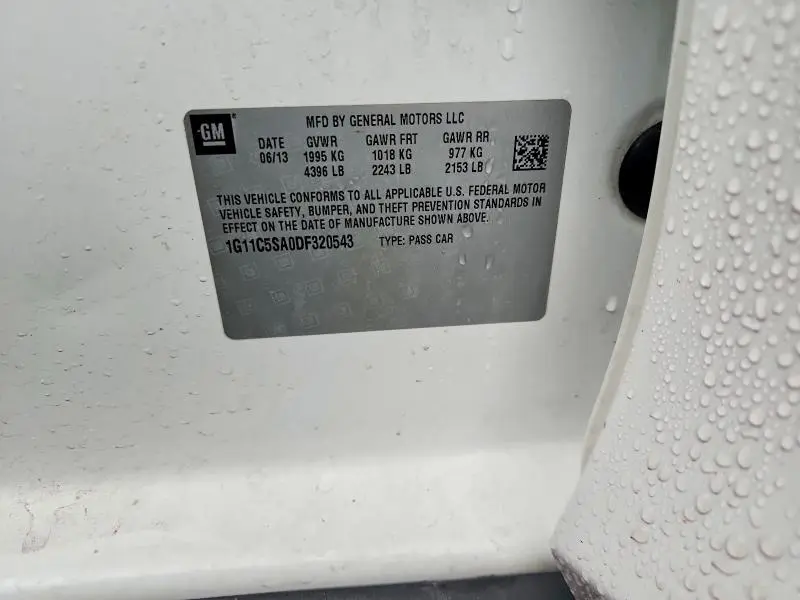 GM
MFD BY GENERAL MOTORS LLC
DATE GVWR GAWR FRT GAWR RR
06/13 1995 KG 1018 KG 977 KG
4396 LB 2243 LB 2153 LB
THIS VEHICLE CONFORMS TO ALL APPLICABLE U.S. FEDERAL MOTOR
VEHICLE SAFETY, BUMPER, AND THEFT PREVENTION STANDARDS IN
EFFECT ON THE DATE OF MANUFACTURE SHOWN ABOVE.
1G11C5SA0DF320543 TYPE: PASS CAR